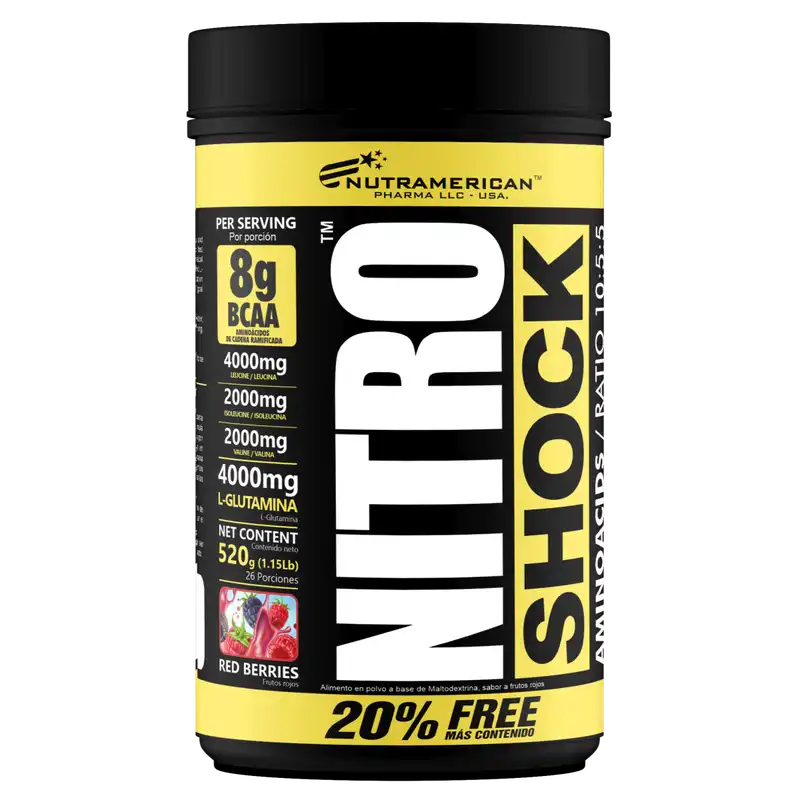 NUTRAMERICAN™
PHARMA LLC - USA.
PER SERVING
Por porción
8g
BCAA
AMINOÁCIDOS
DE CADENA RAMIFICADA
4000mg
LEUCINE / LEUCINA
2000mg
ISOLEUCINE / ISOLEUCINA
2000mg
VALINE / VALINA
4000mg
L-GLUTAMINA
L-Glutamina
NET CONTENT
Contenido neto
520g (1.15Lb)
26 Porciones
RED BERRIES
Frutos rojos
NITRO™
SHOCK
AMINOACIDS / RATIO 10:5:5
Alimento en polvo a base de Maltodextrina, sabor a frutos rojos
20% FREE
MÁS CONTENIDO